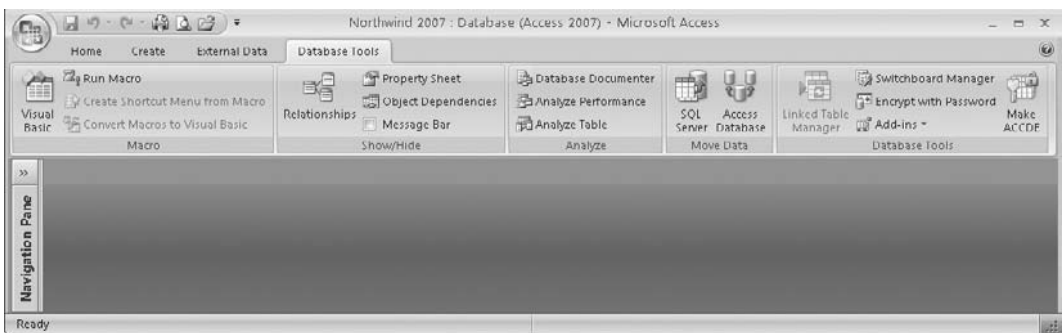 Northwind 2007 : Database (Access 2007) - Microsoft Access
Home Create External Data Database Tools
Visual Basic
Run Macro
Create Shortcut Menu from Macro
Convert Macros to Visual Basic
Macro
Relationships
Property Sheet
Object Dependencies
Message Bar
Show/Hide
Database Documenter
Analyze Performance
Analyze Table
Analyze
SQL Server
Access Database
Move Data
Linked Table Manager
Switchboard Manager
Encrypt with Password
Add-ins
Make ACCDE
Database Tools
Navigation Pane
Ready